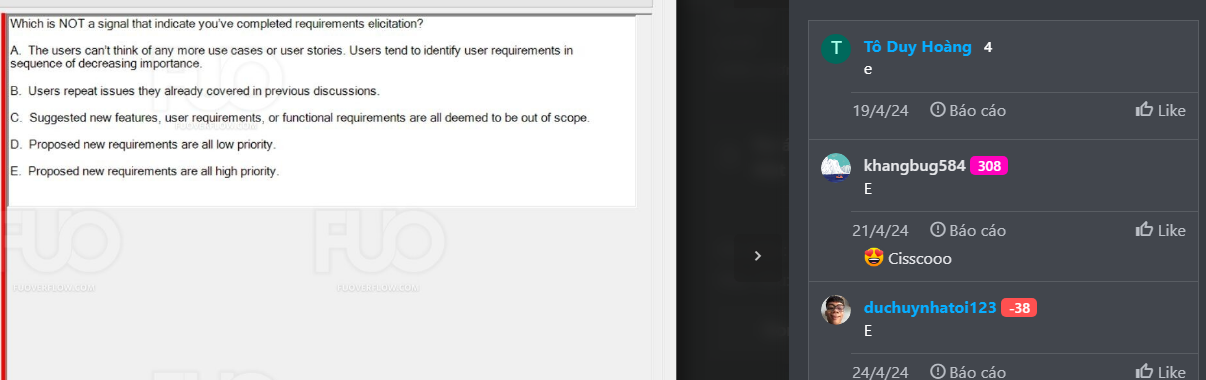 Which is NOT a signal that indicate you've completed requirements elicitation?
A. The users can't think of any more use cases or user stories. Users tend to identify user requirements in
sequence of decreasing importance.
B. Users repeat issues they already covered in previous discussions.
C. Suggested new features, user requirements, or functional requirements are all deemed to be out of scope.
D. Proposed new requirements are all low priority.
E. Proposed new requirements are all high priority.
FUO
FUOVERFLOW.COM
FUO
FUOVERFLOW.COM
FUO
FUOVERFLOW.COM
T
Tô Duy Hoàng 4
e
19/4/24 Báo cáo Like
khangbug584 308
E
21/4/24 Báo cáo Like
Cisscooo
duchuynhatoi123 -38
E
24/4/24 Báo cáo Like